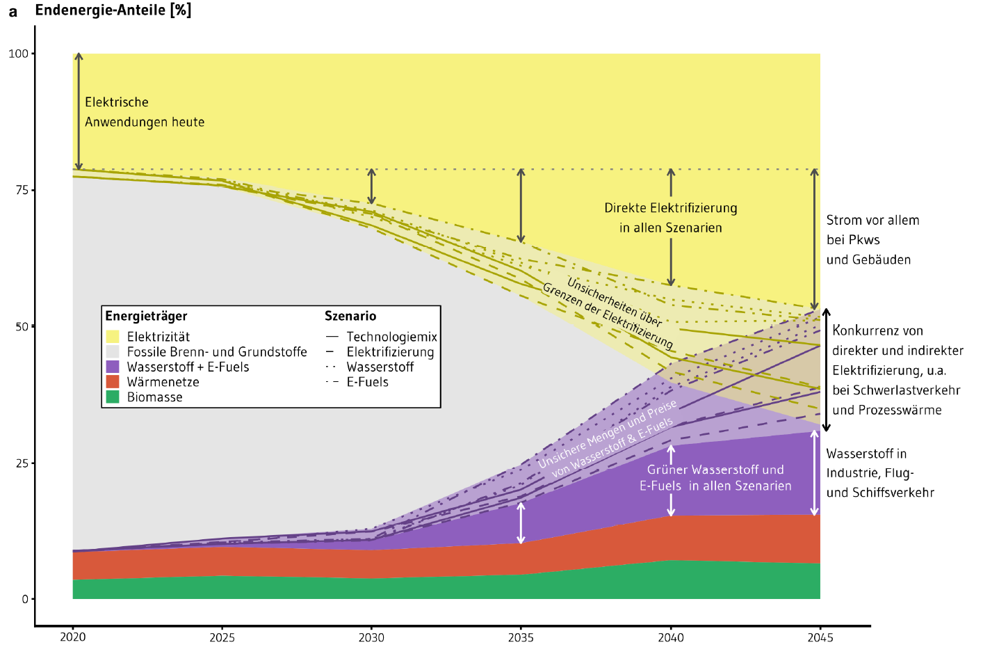 a Endenergie-Anteile [%]
100
75
50
25
0
Elektrische
Anwendungen heute
Direkte Elektrifizierung
in allen Szenarien
Strom vor allem
bei Pkws
und Gebäuden
Unsicherheiten über
Grenzen der Elektrifizierung
Energieträger
Elektrizität
Fossile Brenn- und Grundstoffe
Wasserstoff + E-Fuels
Wärmenetze
Biomasse
Szenario
Technologiemix
Elektrifizierung
Wasserstoff
E-Fuels
Konkurrenz von
direkter und indirekter
Elektrifizierung, u.a.
bei Schwerlastverkehr
und Prozesswärme
Unsichere Mengen und Preise
von Wasserstoff & E-Fuels
Grüner Wasserstoff und
E-Fuels in allen Szenarien
Wasserstoff in
Industrie, Flug-
und Schiffsverkehr
2020
2025
2030
2035
2040
2045